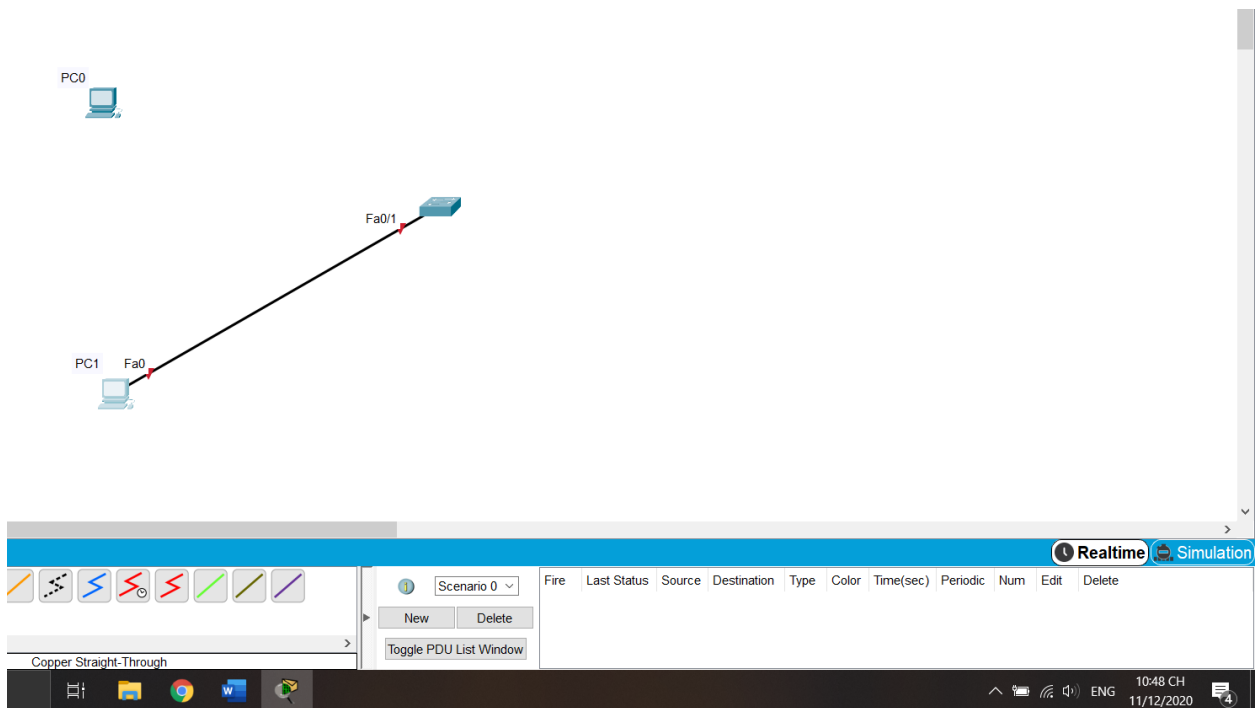 PC0
Fa0/1
PC1 Fa0
Realtime Simulation
Scenario 0
Fire Last Status Source Destination Type Color Time(sec) Periodic Num Edit Delete
New Delete
Toggle PDU List Window
Copper Straight-Through
ENG
10:48 CH
11/12/2020
4